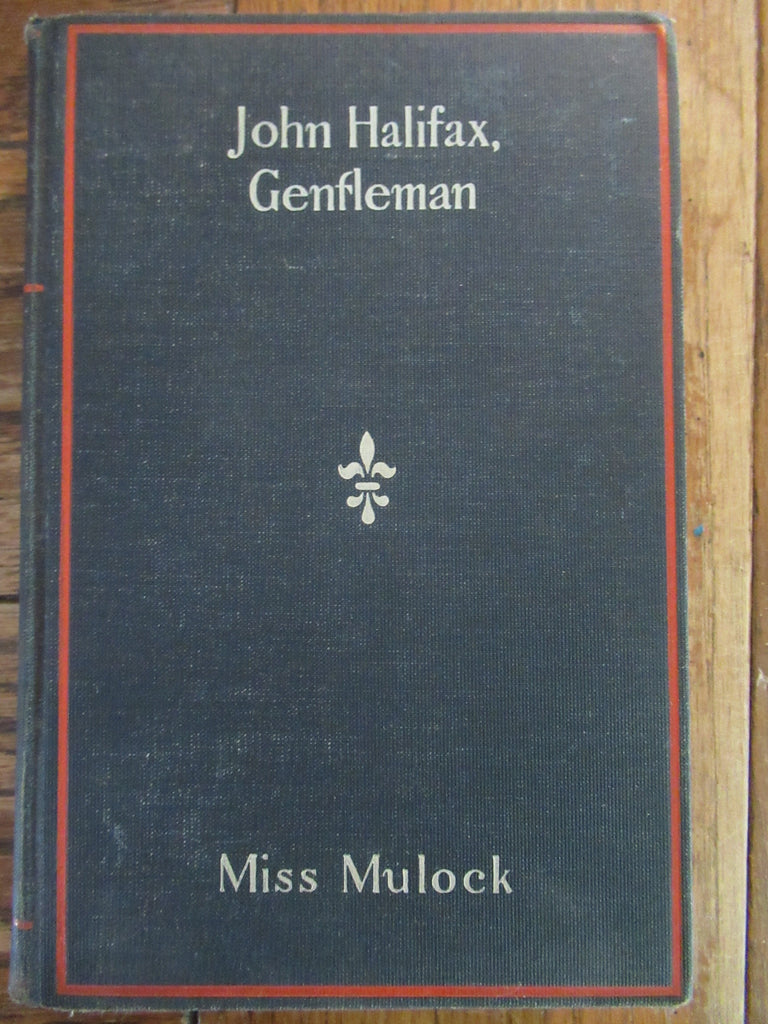 John Halifax,
Gentleman
Miss Mulock